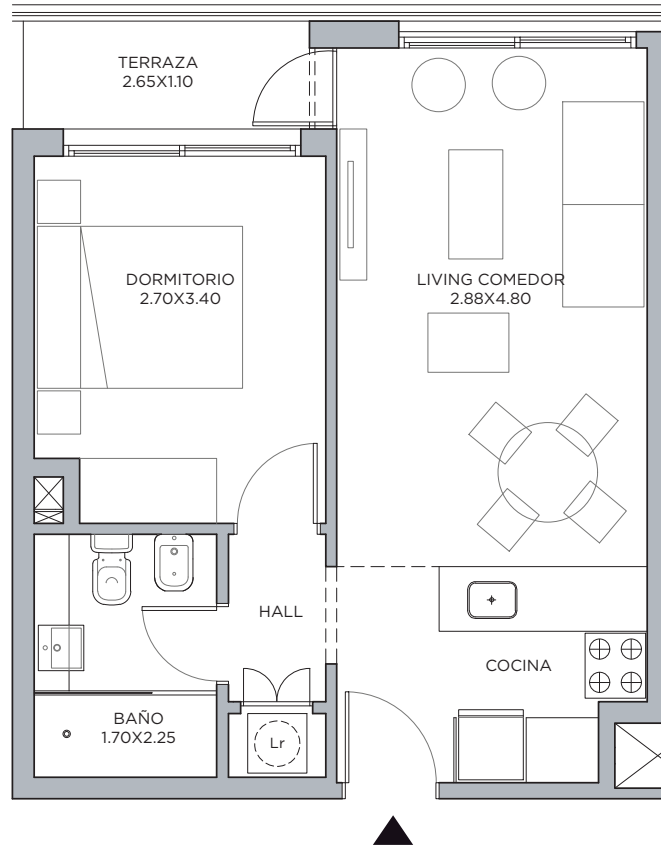 TERRAZA
2.65X1.10
DORMITORIO
2.70X3.40
LIVING COMEDOR
2.88X4.80
HALL
COCINA
BAÑO
1.70X2.25
Lr